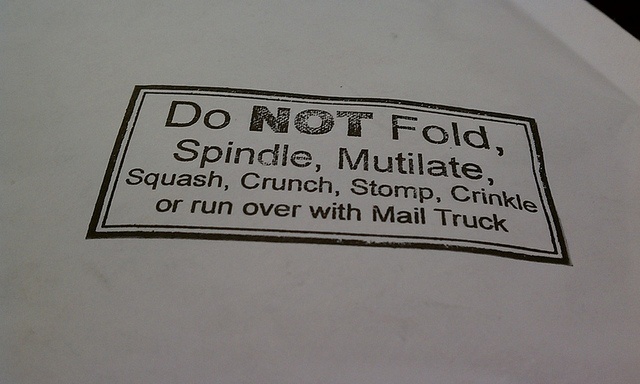 Do NOT Fold,
Spindle, Mutilate,
Squash, Crunch, Stomp, Crinkle
or run over with Mail Truck